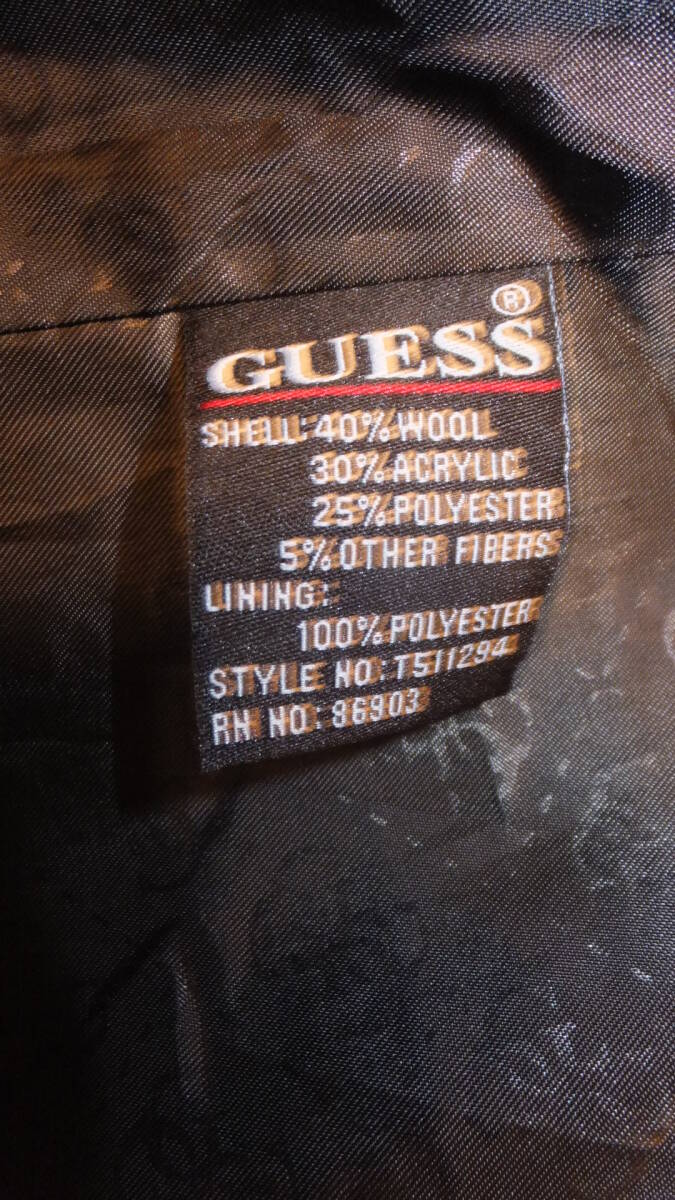 GUESS®
SHELL: 40% WOOL
30% ACRYLIC
25% POLYESTER
5% OTHER FIBERS
LINING:
100% POLYESTER
STYLE NO: T511294
RN NO: 86903